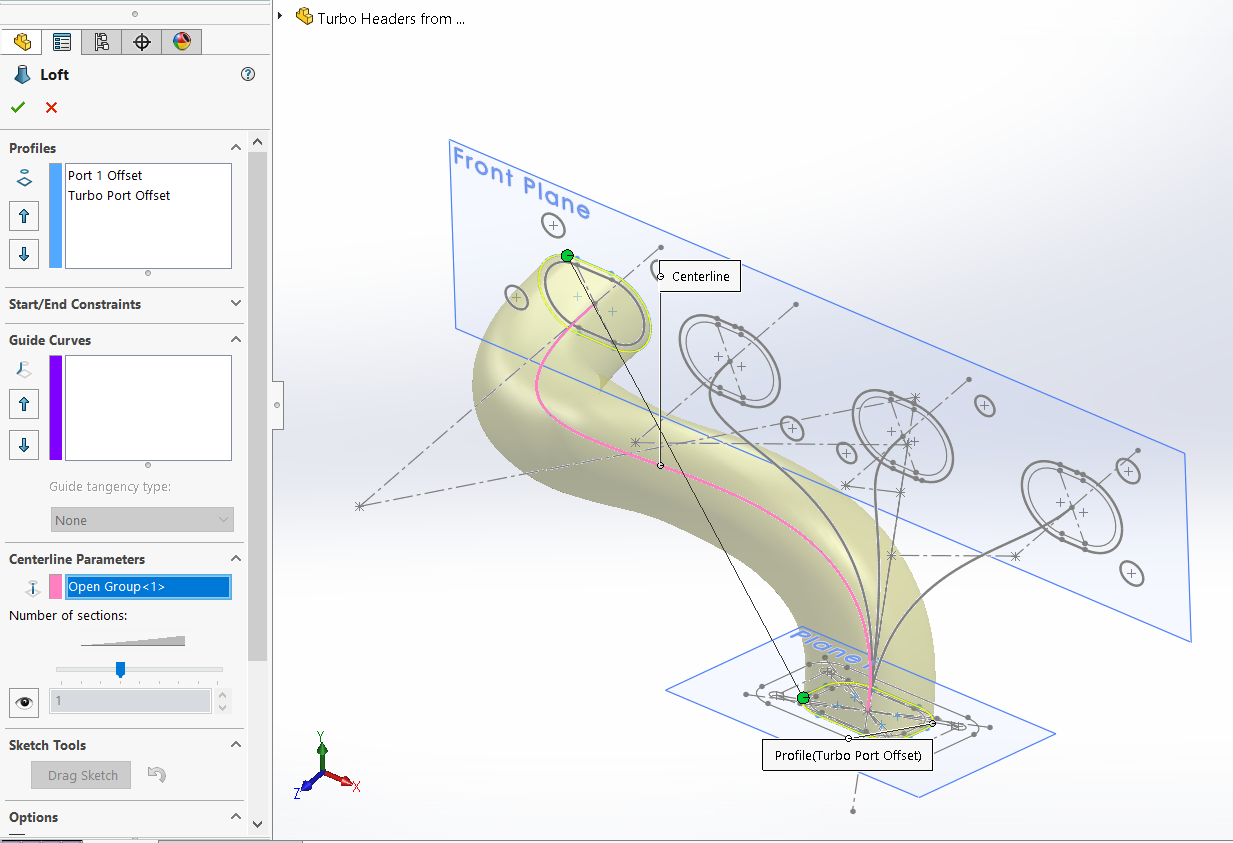 Turbo Headers from ...
Loft
Profiles
Port 1 Offset
Turbo Port Offset
Start/End Constraints
Guide Curves
Guide tangency type:
None
Centerline Parameters
Open Group<1>
Number of sections:
1
Sketch Tools
Drag Sketch
Options
Front Plane
Centerline
Profile(Turbo Port Offset)
Y
X
Z